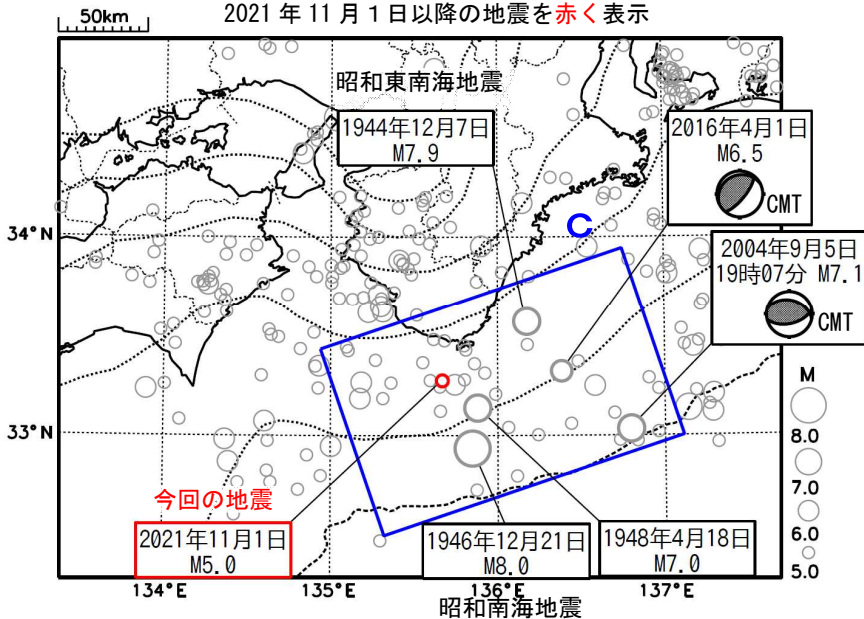 50km
2021年11月1日以降の地震を赤く表示
昭和東南海地震
1944年12月7日
M7.9
2016年4月1日
M6.5
CMT
C
34°N
2004年9月5日
19時07分 M7.1
CMT
M
8.0
7.0
6.0
5.0
33°N
今回の地震
2021年11月1日
M5.0
1946年12月21日
M8.0
1948年4月18日
M7.0
134°E
135°E
136°E
137°E
昭和南海地震